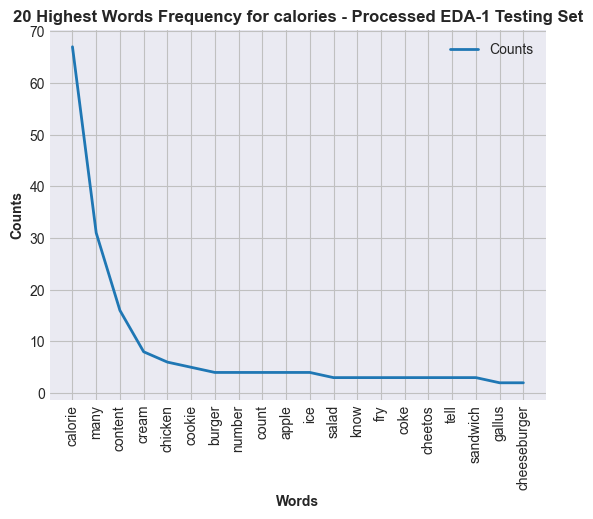 20 Highest Words Frequency for calories - Processed EDA-1 Testing Set
70
60
50
40
30
20
10
0
Counts
Counts
calorie
many
content
cream
chicken
cookie
burger
number
count
apple
ice
salad
know
fry
coke
cheetos
tell
sandwich
gallus
cheeseburger
Words